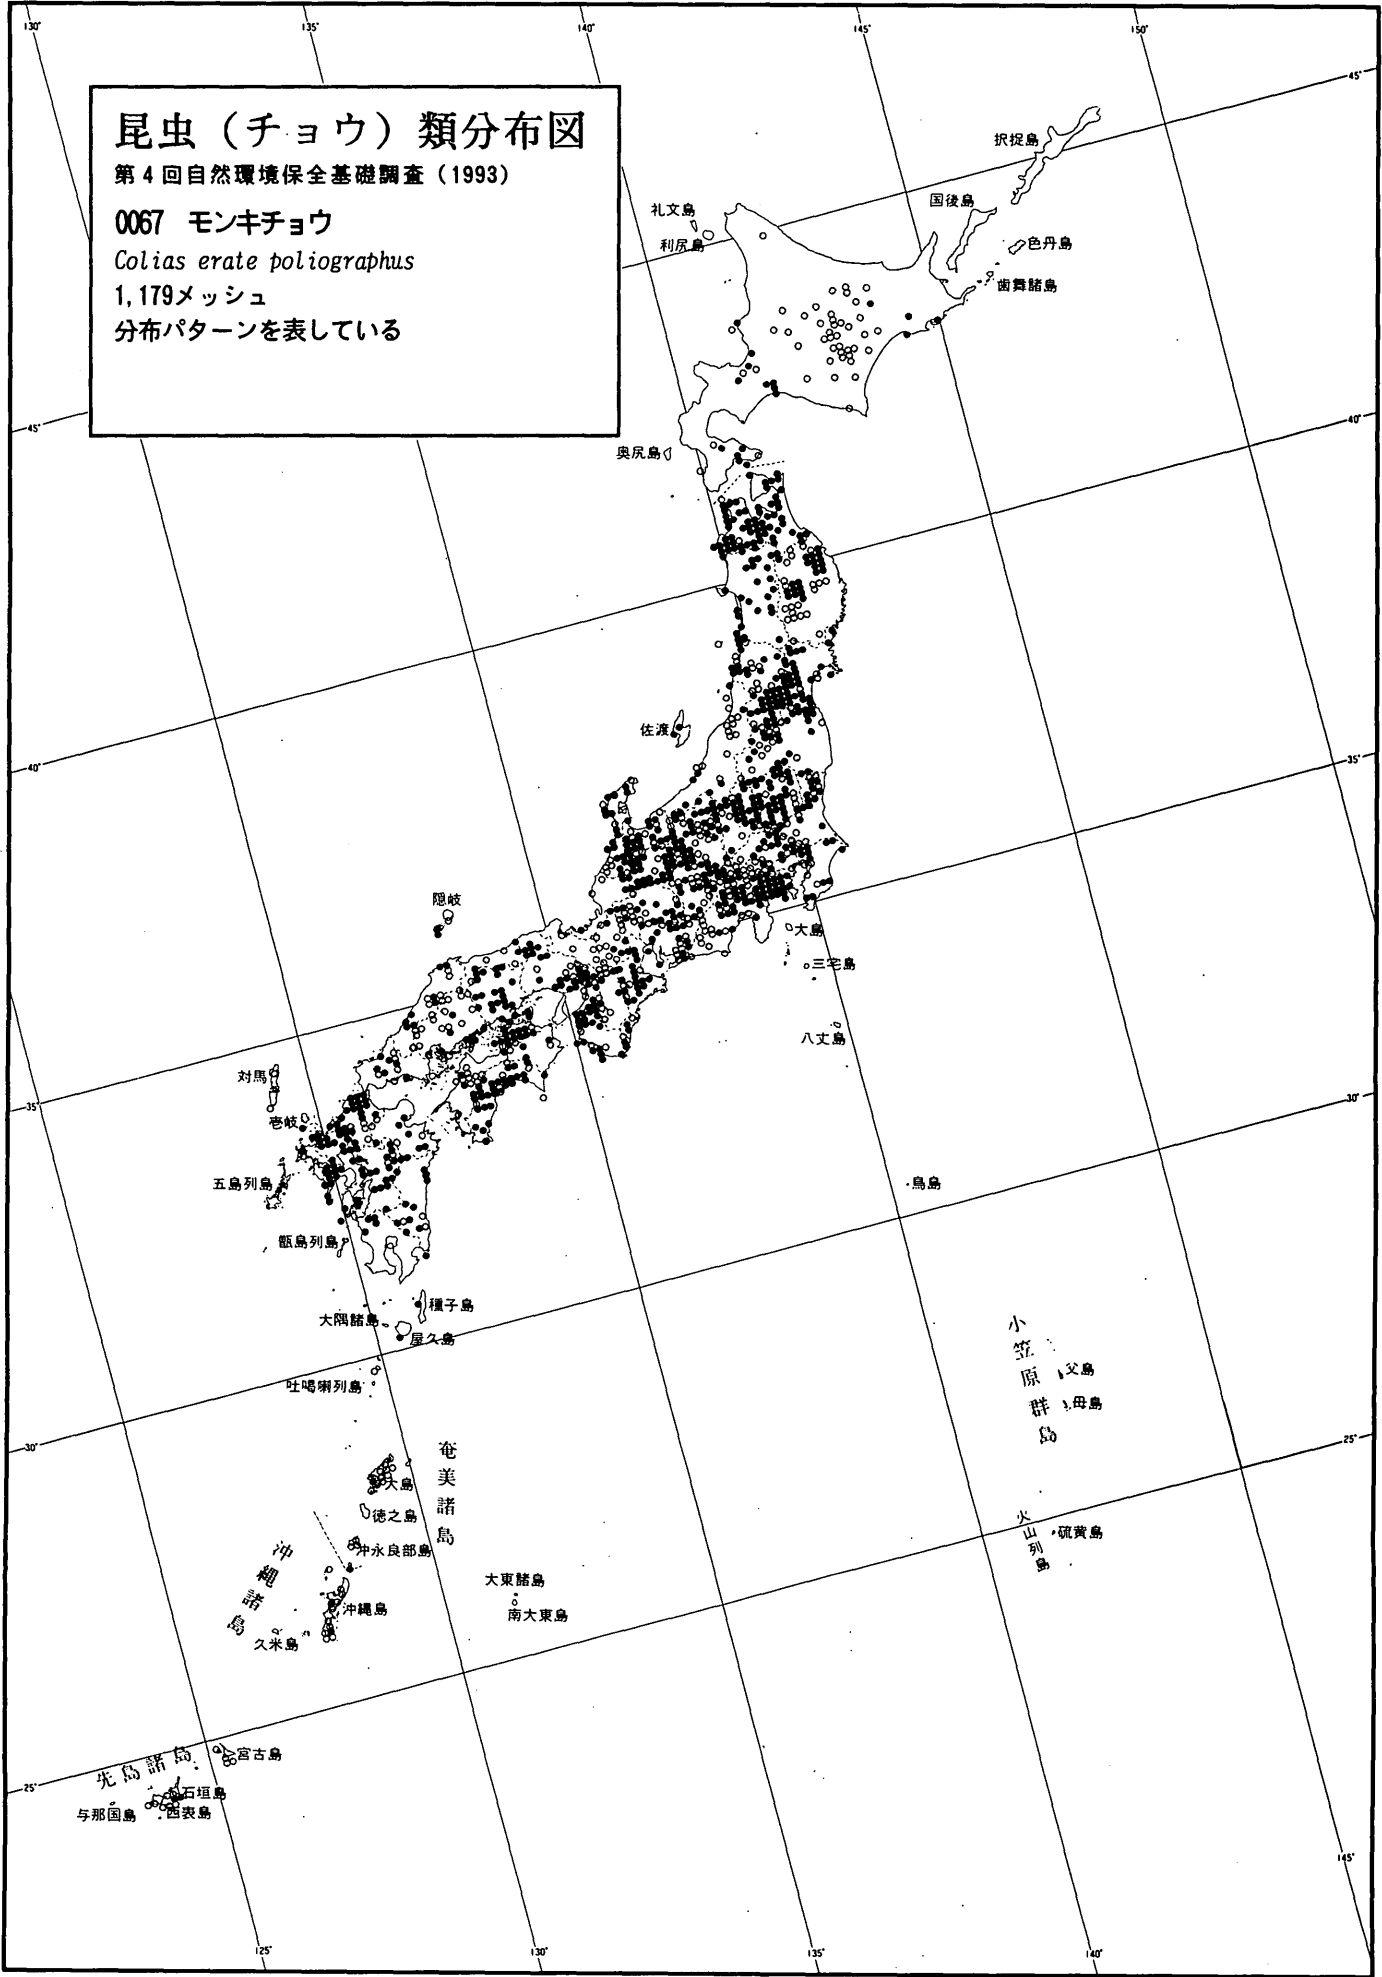 昆虫（チョウ）類分布図
第4回自然環境保全基礎調査（1993）
0067 モンキチョウ
Colias erate poliographus
1,179メッシュ
分布パターンを表している
130°
135°
140°
145°
150°
45°
択捉島
国後島
色丹島
歯舞諸島
礼文島
利尻島
奥尻島
45°
40°
佐渡
40°
35°
隠岐
大島
三宅島
八丈島
対馬
壱岐
35°
30°
五島列島
鳥島
甑島列島
種子島
大隅諸島
屋久島
吐噶喇列島
小笠原群島
父島
母島
30°
25°
奄美諸島
大島
徳之島
沖永良部島
火山列島
硫黄島
沖縄諸島
沖縄島
久米島
大東諸島
南大東島
先島諸島
宮古島
石垣島
西表島
与那国島
25°
145°
125°
130°
135°
140°